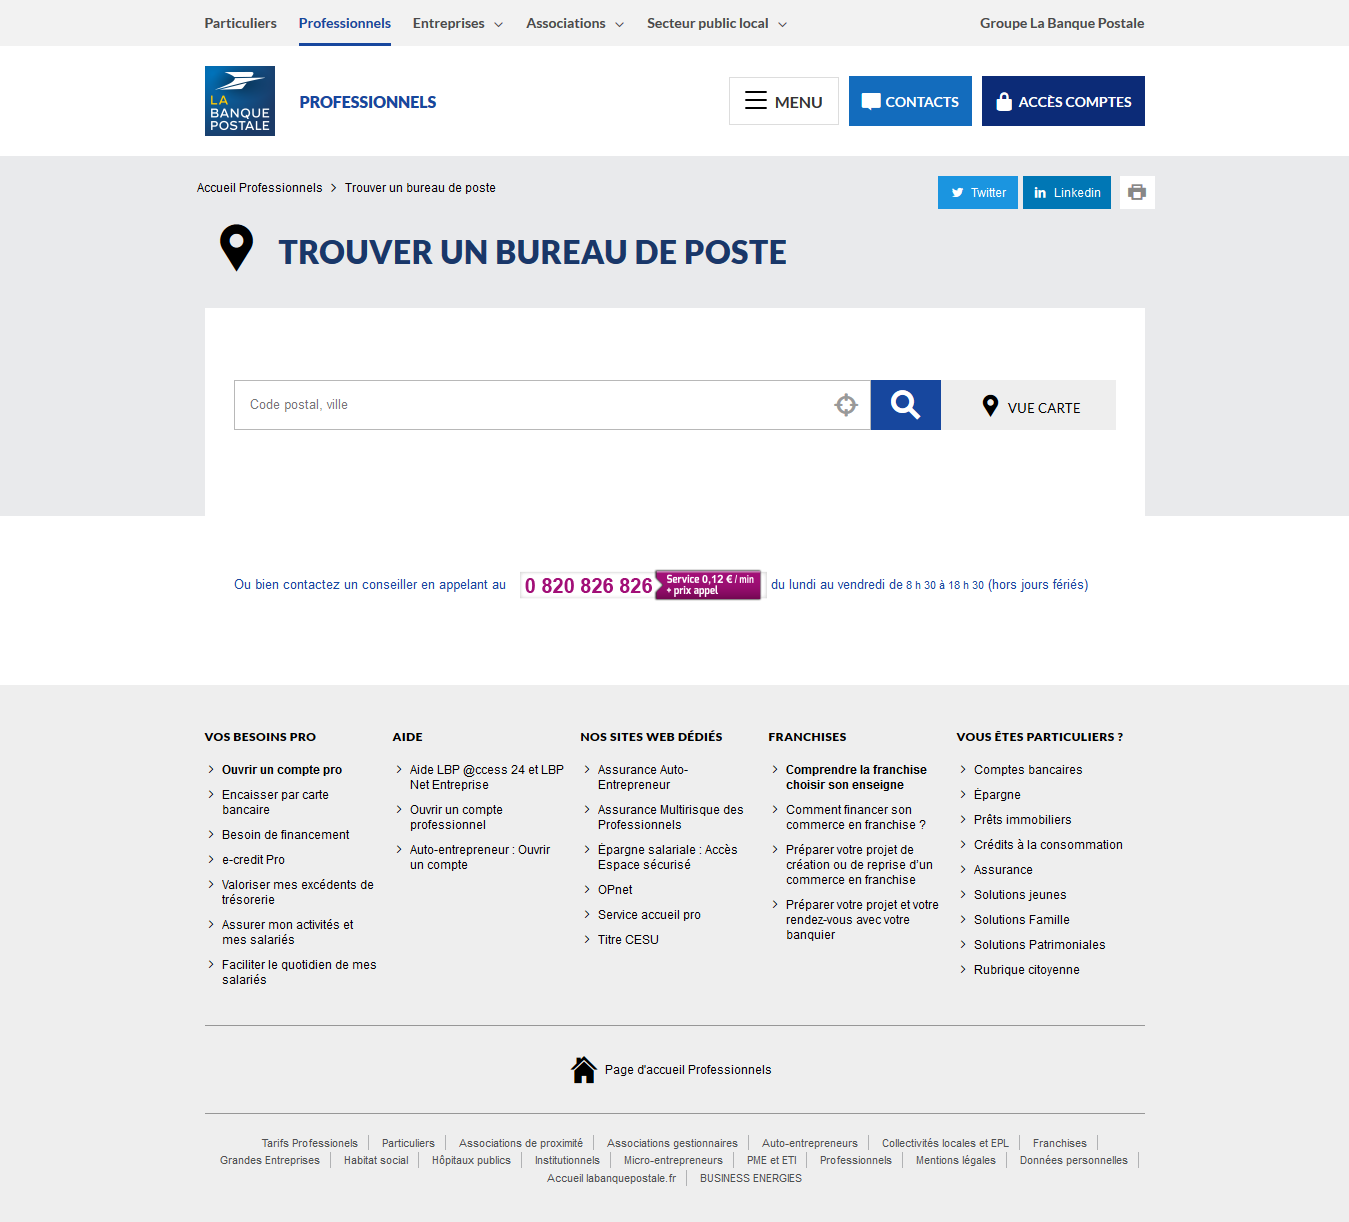 Particuliers Professionnels Entreprises Associations Secteur public local Groupe La Banque Postale
LA
BANQUE
POSTALE
PROFESSIONNELS
MENU
CONTACTS
ACCÈS COMPTES
Accueil Professionnels Trouver un bureau de poste
Twitter
Linkedin
TROUVER UN BUREAU DE POSTE
Code postal, ville
VUE CARTE
Ou bien contactez un conseiller en appelant au 0 820 826 826 Service 0,12 € / min
+ prix appel
du lundi au vendredi de 8 h 30 à 18 h 30 (hors jours fériés)
VOS BESOINS PRO
Ouvrir un compte pro
Encaisser par carte
bancaire
Besoin de financement
e-credit Pro
Valoriser mes excédents de
trésorerie
Assurer mon activités et
mes salariés
Faciliter le quotidien de mes
salariés
AIDE
Aide LBP @ccess 24 et LBP
Net Entreprise
Ouvrir un compte
professionnel
Auto-entrepreneur : Ouvrir
un compte
NOS SITES WEB DÉDIÉS
Assurance Auto-
Entrepreneur
Assurance Multirisque des
Professionnels
Épargne salariale : Accès
Espace sécurisé
OPnet
Service accueil pro
Titre CESU
FRANCHISES
Comprendre la franchise
choisir son enseigne
Comment financer son
commerce en franchise ?
Préparer votre projet de
création ou de reprise d'un
commerce en franchise
Préparer votre projet et votre
rendez-vous avec votre
banquier
VOUS ÊTES PARTICULIERS ?
Comptes bancaires
Épargne
Prêts immobiliers
Crédits à la consommation
Assurance
Solutions jeunes
Solutions Famille
Solutions Patrimoniales
Rubrique citoyenne
Page d'accueil Professionnels
Tarifs Professionels Particuliers Associations de proximité Associations gestionnaires Auto-entrepreneurs Collectivités locales et EPL Franchises
Grandes Entreprises Habitat social Hôpitaux publics Institutionnels Micro-entrepreneurs PME et ETI Professionnels Mentions légales Données personnelles
Accueil labanquepostale.fr BUSINESS ENERGIES